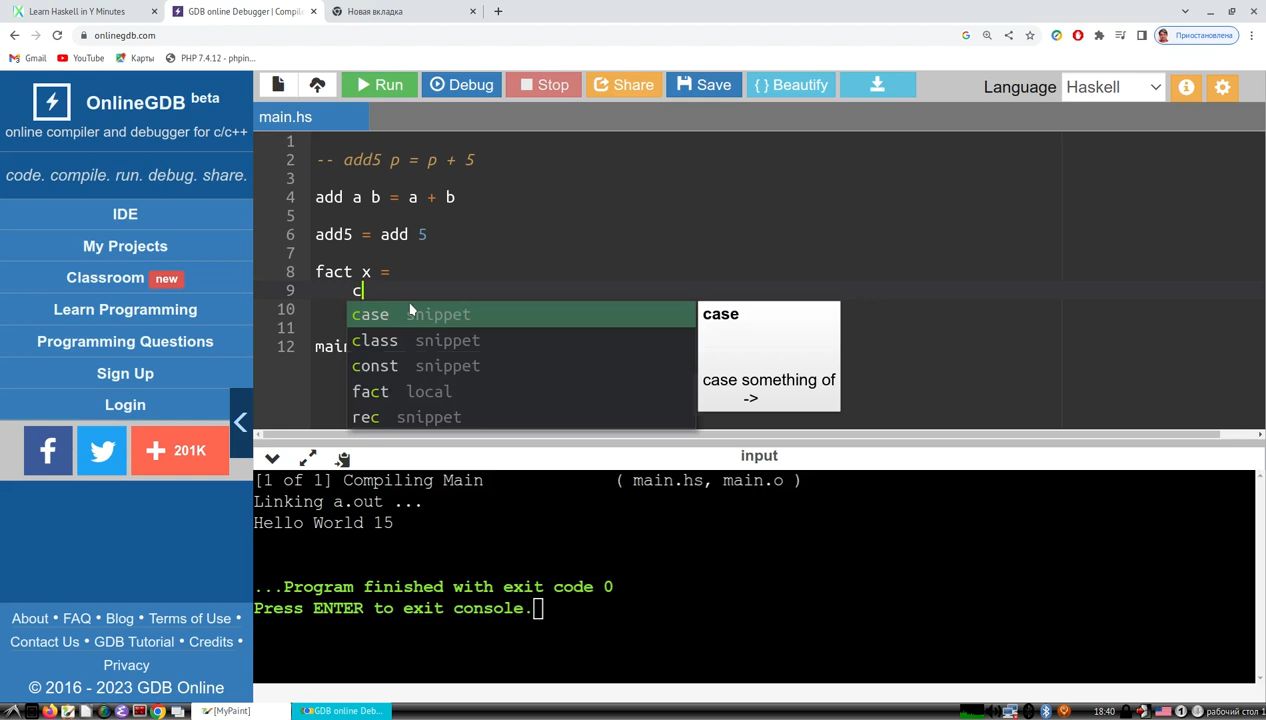 Learn Haskell in Y Minutes
GDB online Debugger | Compile
Новая вкладка
onlinegdb.com
Приостановлена
Gmail
YouTube
Карты
PHP 7.4.12 - phpin...
OnlineGDB beta
online compiler and debugger for c/c++
code. compile. run. debug. share.
IDE
My Projects
Classroom new
Learn Programming
Programming Questions
Sign Up
Login
201K
About • FAQ • Blog • Terms of Use •
Contact Us • GDB Tutorial • Credits •
Privacy
© 2016 - 2023 GDB Online
Run
Debug
Stop
Share
Save
{ } Beautify
Language Haskell
main.hs
1
2 -- add5 p = p + 5
3
4 add a b = a + b
5
6 add5 = add 5
7
8 fact x =
9 c
10
11
12 main
case snippet
class snippet
const snippet
fact local
rec snippet
case
case something of
->
input
[1 of 1] Compiling Main ( main.hs, main.o )
Linking a.out ...
Hello World 15
...Program finished with exit code 0
Press ENTER to exit console.
[MyPaint]
GDB online Deb...
18:40
1
2
рабочий стол 1